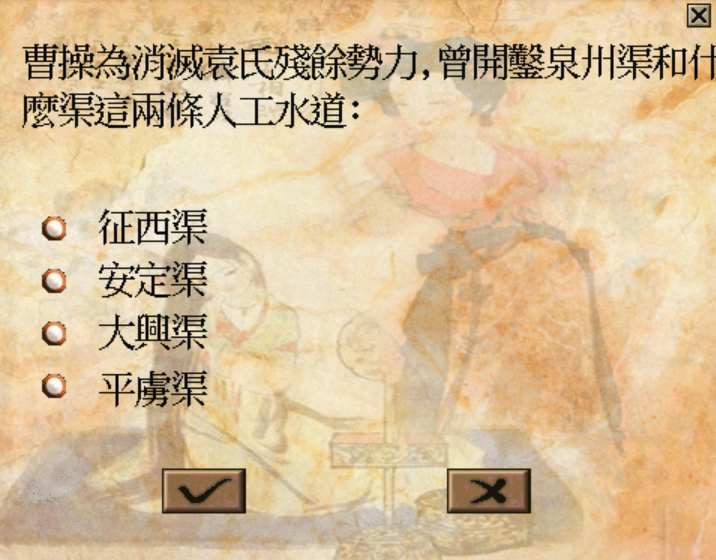 曹操為消滅袁氏殘餘勢力,曾開鑿泉卅渠和什
麼渠這兩條人工水道:
征西渠
安定渠
大興渠
平虜渠